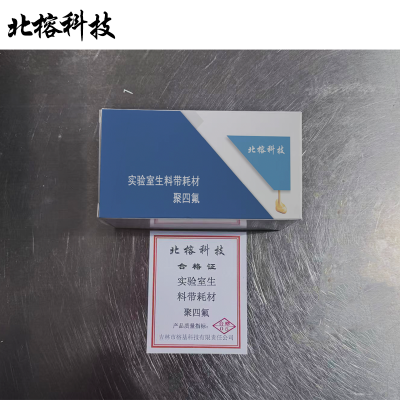 北榕科技
北榕科技
实验室生料带耗材
聚四氟
北榕科技
合格证
实验室生
料带耗材
聚四氟
产品质量指标：
合格